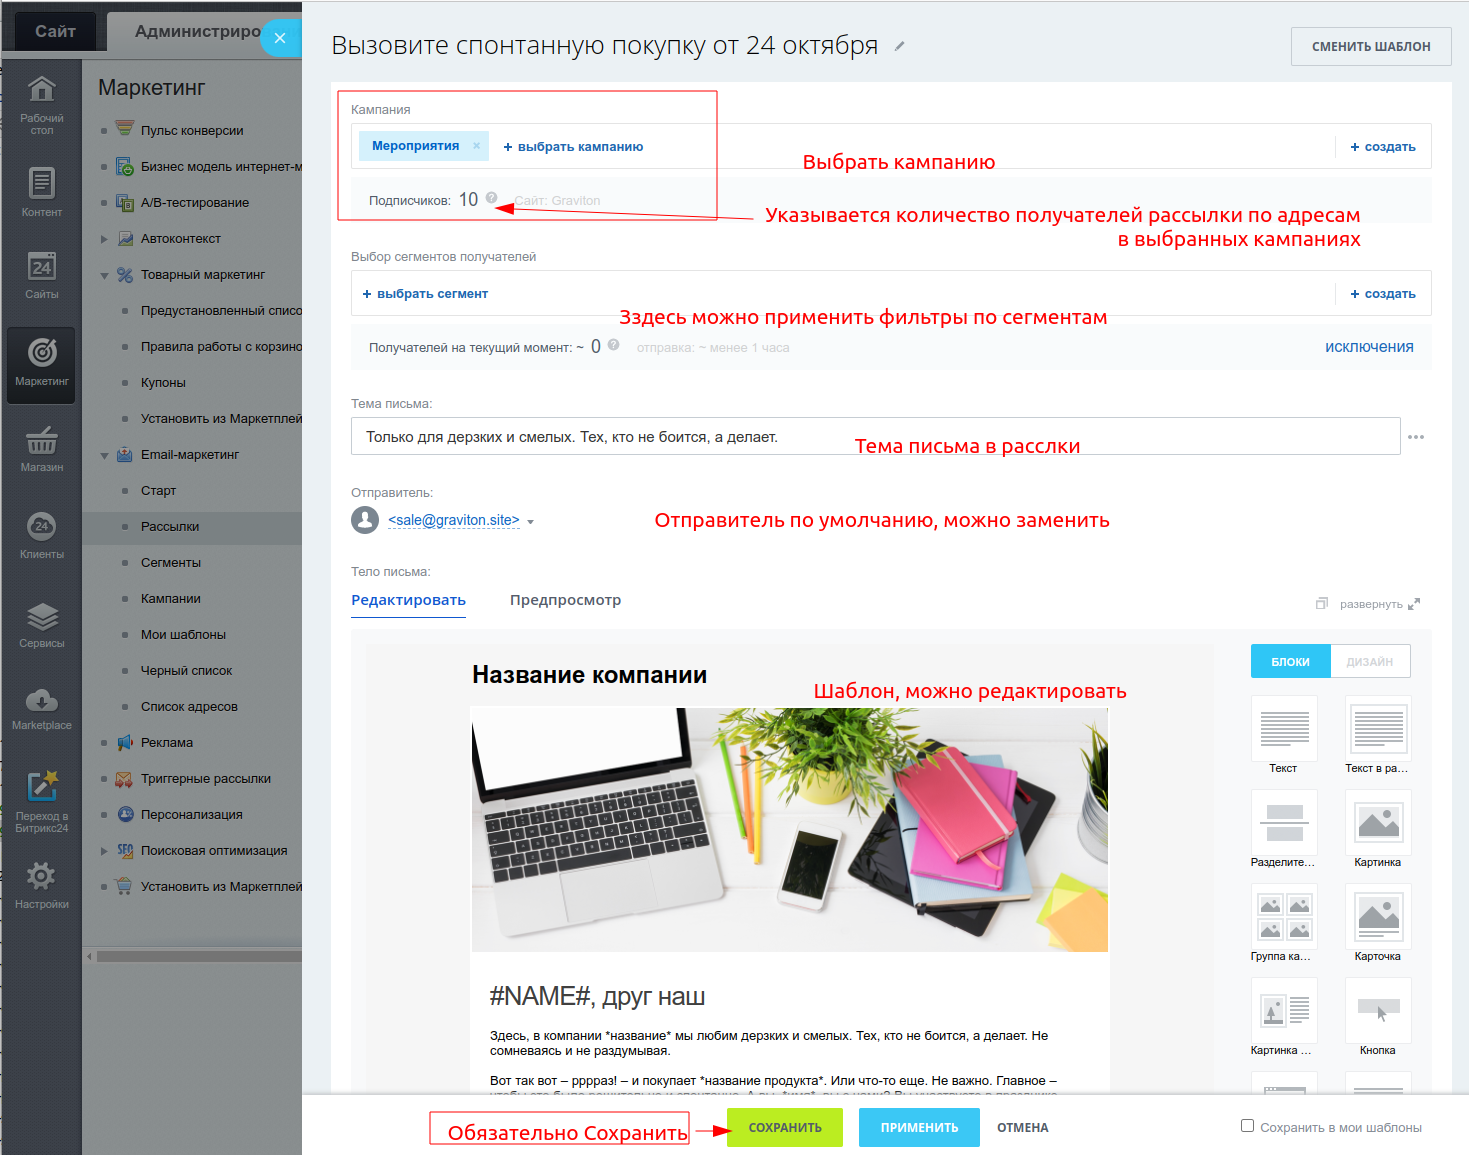 Сайт
Администриро
Рабочий
стол
Контент
24
Сайты
Маркетинг
Магазин
24
Клиенты
Сервисы
Marketplace
Переход в
Битрикс24
Настройки
Маркетинг
Пульс конверсии
Бизнес модель интернет-м
A/B-тестирование
Автоконтекст
Товарный маркетинг
Предустановленный списо
Правила работы с корзино
Купоны
Установить из Маркетплей
Email-маркетинг
Старт
Рассылки
Сегменты
Кампании
Мои шаблоны
Черный список
Список адресов
Реклама
Триггерные рассылки
Персонализация
SEO
Поисковая оптимизация
Установить из Маркетплей
Вызовите спонтанную покупку от 24 октября
СМЕНИТЬ ШАБЛОН
Кампания
Мероприятия × + выбрать кампанию + создать
Выбрать кампанию
Подписчиков: 10 ? Сайт: Graviton
Указывается количество получателей рассылки по адресам
в выбранных кампаниях
Выбор сегментов получателей
+ выбрать сегмент + создать
Зздесь можно применить фильтры по сегментам
Получателей на текущий момент: ~ 0 ? отправка: ~ менее 1 часа исключения
Тема письма:
Только для дерзких и смелых. Тех, кто не боится, а делает.
Тема письма в расслки
Отправитель:
<sale@graviton.site>
Отправитель по умолчанию, можно заменить
Тело письма:
Редактировать Предпросмотр развернуть
Название компании
Шаблон, можно редактировать
БЛОКИ ДИЗАЙН
Текст Текст в ра...
Разделите... Картинка
Группа ка... Карточка
Картинка ... Кнопка
#NAME#, друг наш
Здесь, в компании *название* мы любим дерзких и смелых. Тех, кто не боится, а делает. Не
сомневаясь и не раздумывая.
Вот так вот – рррраз! – и покупает *название продукта*. Или что-то еще. Не важно. Главное –
Обязательно Сохранить
СОХРАНИТЬ ПРИМЕНИТЬ ОТМЕНА
Сохранить в мои шаблоны